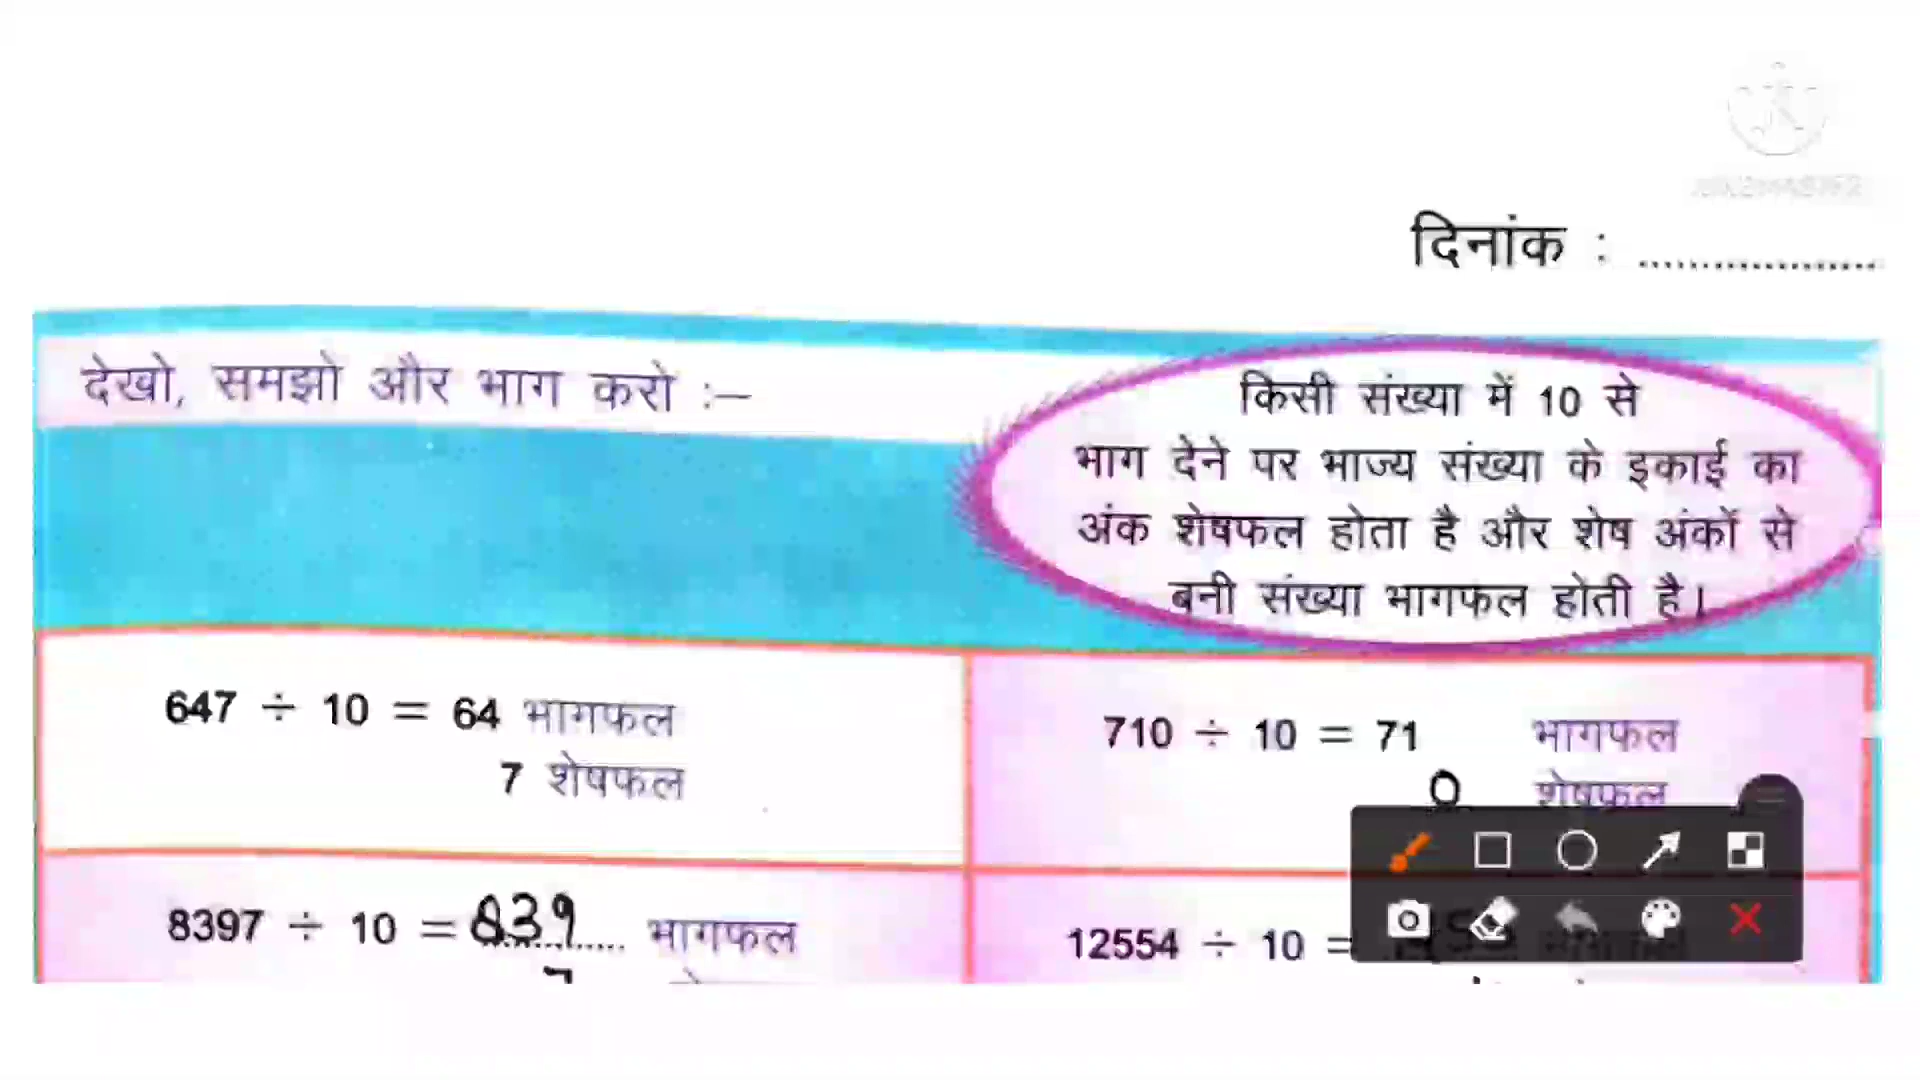 दिनांक : ....................
देखो, समझो और भाग करो :–
किसी संख्या में 10 से
भाग देने पर भाज्य संख्या के इकाई का
अंक शेषफल होता है और शेष अंकों से
बनी संख्या भागफल होती है।
647 ÷ 10 = 64 भागफल
7 शेषफल
710 ÷ 10 = 71 भागफल
0 शेषफल
8397 ÷ 10 = 839 भागफल
12554 ÷ 10 =